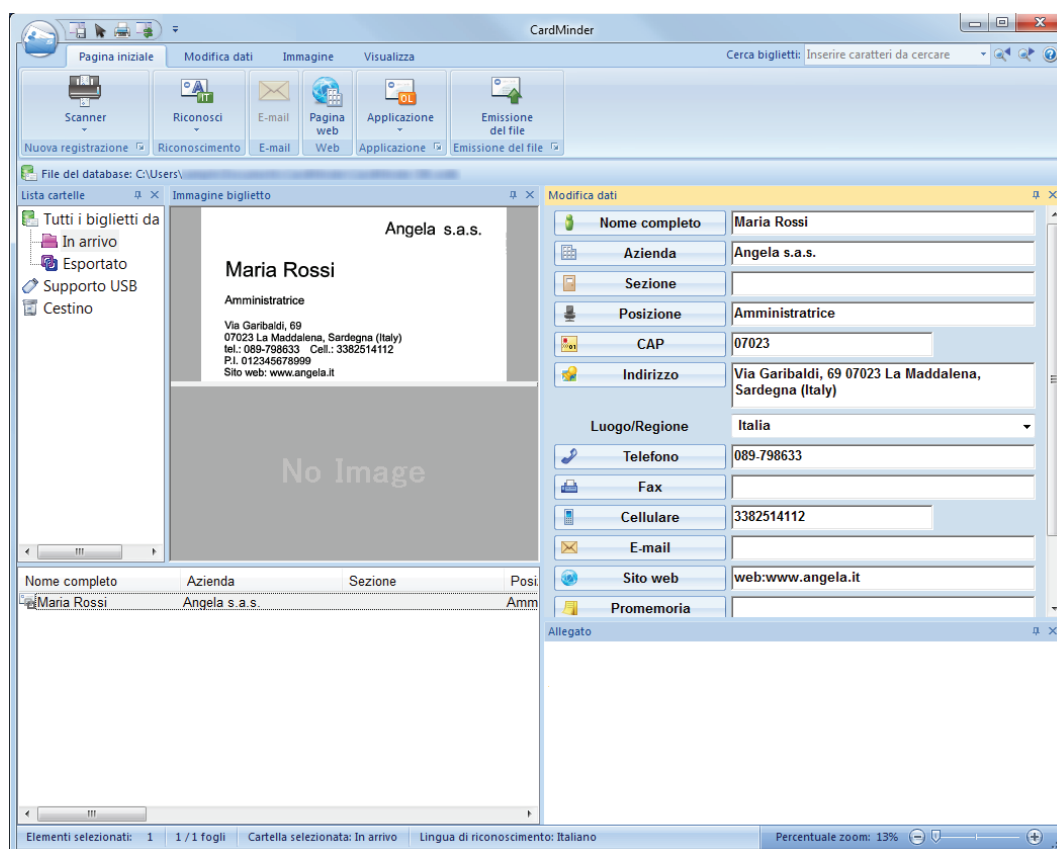 CardMinder
Pagina iniziale Modifica dati Immagine Visualizza Cerca biglietti: Inserire caratteri da cercare
Scanner Riconosci E-mail Pagina web Applicazione Emissione del file
Nuova registrazione Riconoscimento E-mail Web Applicazione Emissione del file
File del database: C:\Users\
Lista cartelle
Tutti i biglietti da
In arrivo
Esportato
Supporto USB
Cestino
Immagine biglietto
Angela s.a.s.
Maria Rossi
Amministratrice
Via Garibaldi, 69
07023 La Maddalena, Sardegna (Italy)
tel.: 089-798633 Cell.: 3382514112
P.I. 012345678999
Sito web: www.angela.it
No Image
Modifica dati
Nome completo Maria Rossi
Azienda Angela s.a.s.
Sezione
Posizione Amministratrice
CAP 07023
Indirizzo Via Garibaldi, 69 07023 La Maddalena,
Sardegna (Italy)
Luogo/Regione Italia
Telefono 089-798633
Fax
Cellulare 3382514112
E-mail
Sito web web:www.angela.it
Promemoria
Nome completo Azienda Sezione Posi
Maria Rossi Angela s.a.s. Amm
Allegato
Elementi selezionati: 1 1 / 1 fogli Cartella selezionata: In arrivo Lingua di riconoscimento: Italiano Percentuale zoom: 13%